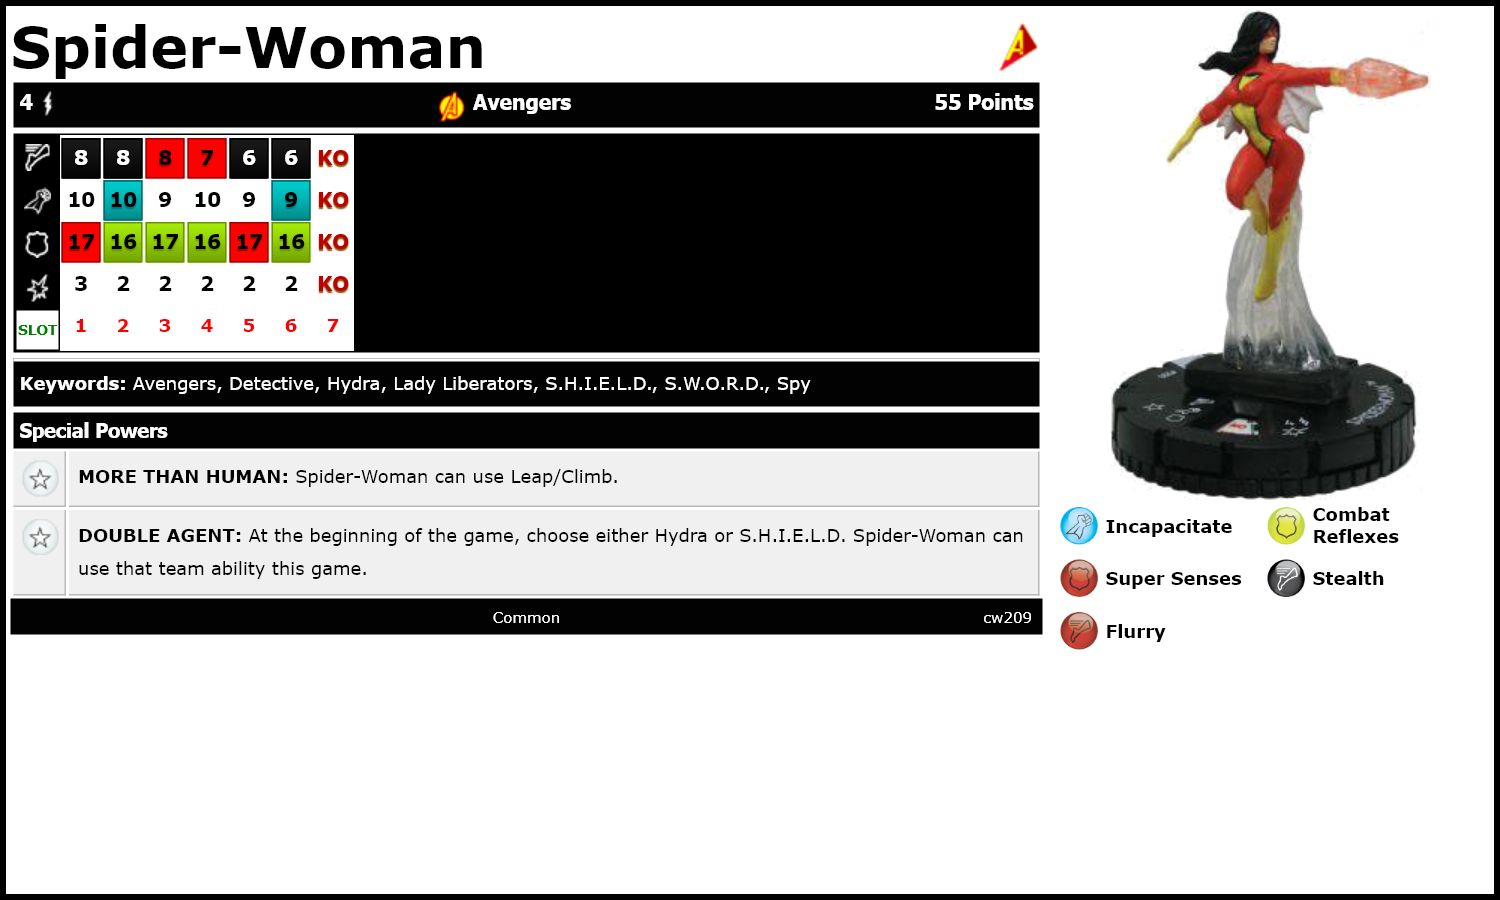 Spider-Woman
4 Avengers 55 Points
8 8 8 7 6 6 KO
10 10 9 10 9 9 KO
17 16 17 16 17 16 KO
3 2 2 2 2 2 KO
SLOT 1 2 3 4 5 6 7
Keywords: Avengers, Detective, Hydra, Lady Liberators, S.H.I.E.L.D., S.W.O.R.D., Spy
Special Powers
MORE THAN HUMAN: Spider-Woman can use Leap/Climb.
DOUBLE AGENT: At the beginning of the game, choose either Hydra or S.H.I.E.L.D. Spider-Woman can
use that team ability this game.
Common cw209
SPIDER-WOMAN
Incapacitate
Combat
Reflexes
Super Senses
Stealth
Flurry